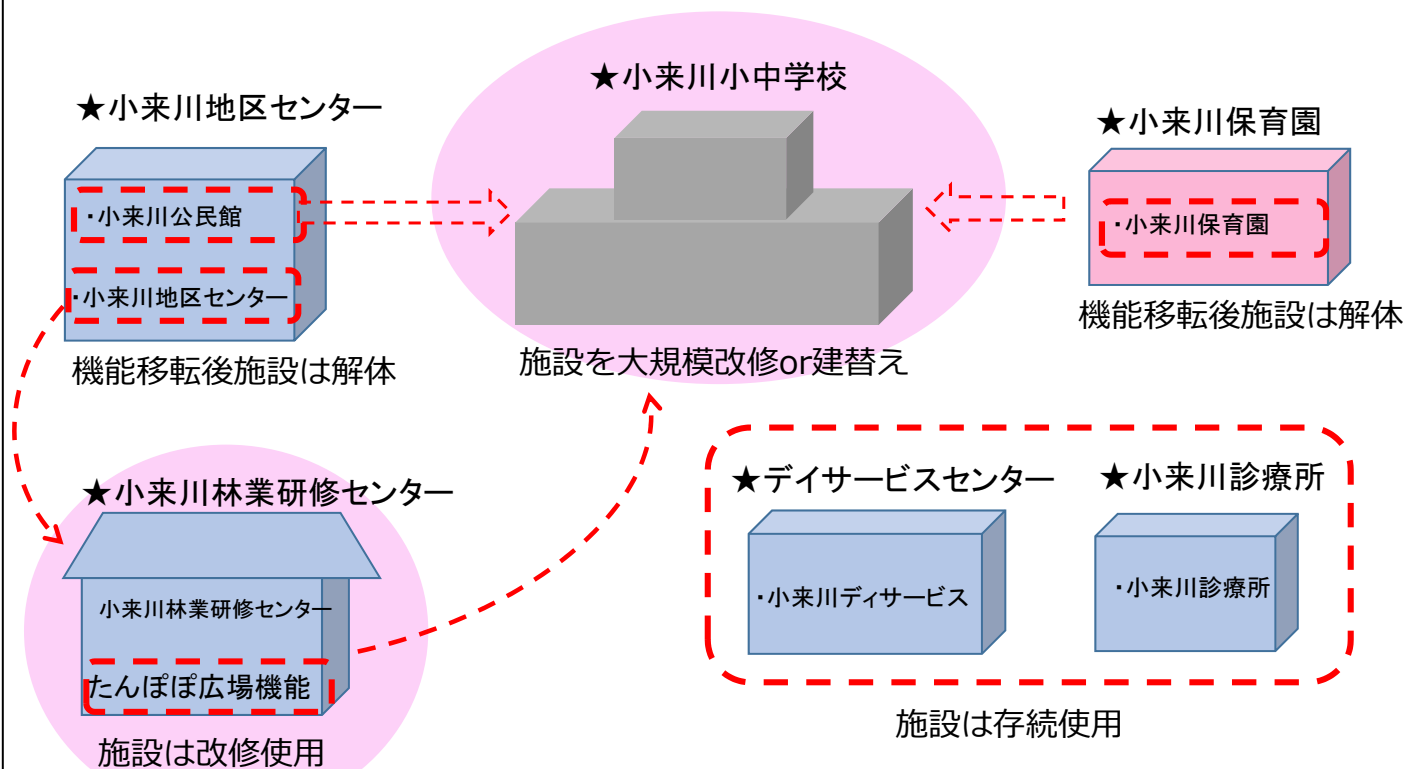 ★小来川小中学校
★小来川地区センター
★小来川保育園
・小来川公民館
・小来川地区センター
・小来川保育園
機能移転後施設は解体
施設を大規模改修or建替え
機能移転後施設は解体
★小来川林業研修センター
小来川林業研修センター
たんぽぽ広場機能
施設は改修使用
★デイサービスセンター
★小来川診療所
・小来川ディサービス
・小来川診療所
施設は存続使用